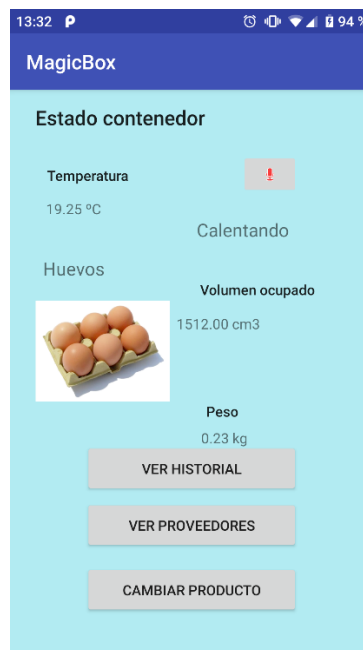 13:32 94 %
MagicBox
Estado contenedor
Temperatura
19.25 ºC
Calentando
Huevos
Volumen ocupado
1512.00 cm3
Peso
0.23 kg
VER HISTORIAL
VER PROVEEDORES
CAMBIAR PRODUCTO